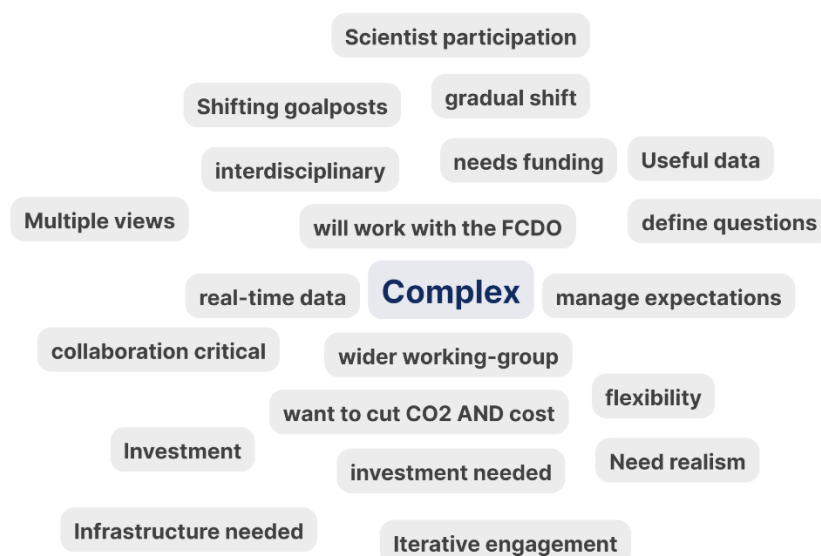 Scientist participation
gradual shift
Shifting goalposts
needs funding
Useful data
interdisciplinary
Multiple views
will work with the FCDO
define questions
real-time data
Complex
manage expectations
collaboration critical
wider working-group
flexibility
want to cut CO2 AND cost
Investment
investment needed
Need realism
Infrastructure needed
Iterative engagement